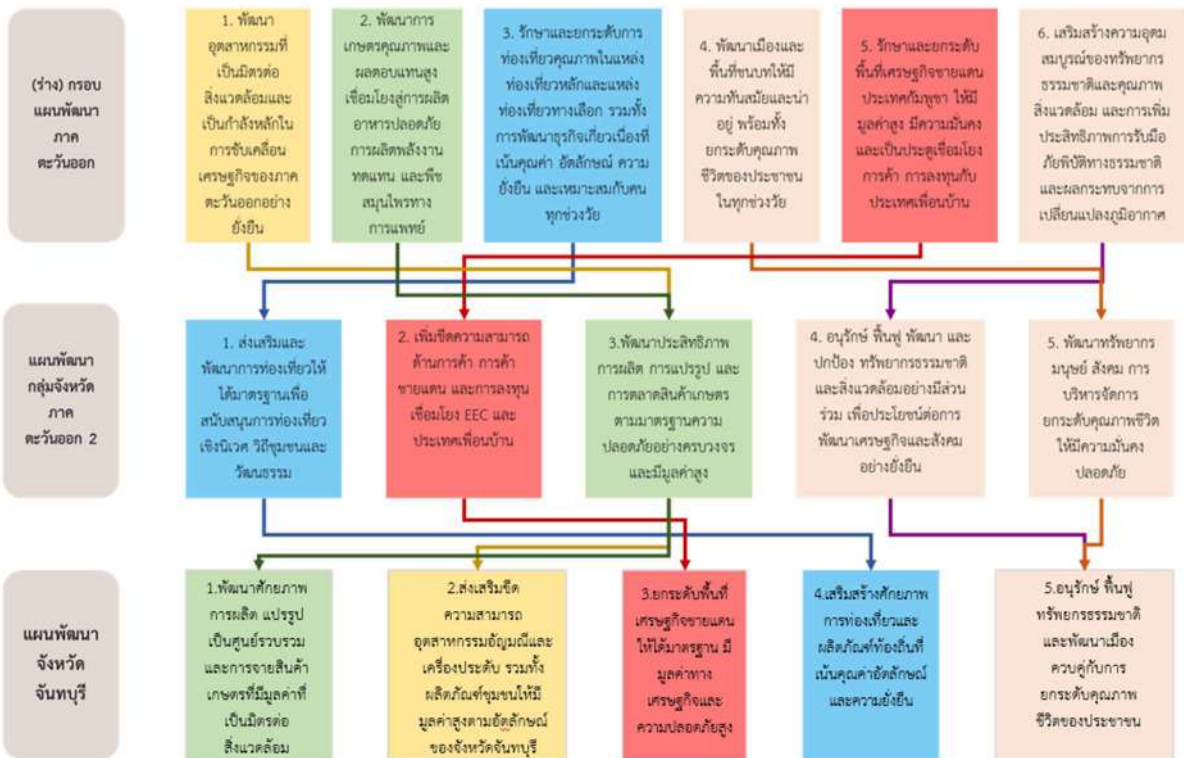 (ร่าง) กรอบ
แผนพัฒนา
ภาค
ตะวันออก
1. พัฒนา
อุตสาหกรรมที่
เป็นมิตรต่อ
สิ่งแวดล้อมและ
เป็นกำลังหลักใน
การขับเคลื่อน
เศรษฐกิจของภาค
ตะวันออกอย่าง
ยั่งยืน
2. พัฒนาการ
เกษตรคุณภาพและ
ผลตอบแทนสูง
เชื่อมโยงสู่การผลิต
อาหารปลอดภัย
การผลิตพลังงาน
ทดแทน และพืช
สมุนไพรทาง
การแพทย์
3. รักษาและยกระดับการ
ท่องเที่ยวคุณภาพในแหล่ง
ท่องเที่ยวหลักและแหล่ง
ท่องเที่ยวทางเลือก รวมทั้ง
การพัฒนาธุรกิจเกี่ยวเนื่องที่
เน้นคุณค่า อัตลักษณ์ ความ
ยั่งยืน และเหมาะสมกับคน
ทุกช่วงวัย
4. พัฒนาเมืองและ
พื้นที่ชนบทให้มี
ความทันสมัยและน่า
อยู่ พร้อมทั้ง
ยกระดับคุณภาพ
ชีวิตของประชาชน
ในทุกช่วงวัย
5. รักษาและยกระดับ
พื้นที่เศรษฐกิจชายแดน
ประเทศกัมพูชา ให้มี
มูลค่าสูง มีความมั่นคง
และเป็นประตูเชื่อมโยง
การค้า การลงทุนกับ
ประเทศเพื่อนบ้าน
6. เสริมสร้างความอุดม
สมบูรณ์ของทรัพยากร
ธรรมชาติและคุณภาพ
สิ่งแวดล้อม และการเพิ่ม
ประสิทธิภาพการรับมือ
ภัยพิบัติทางธรรมชาติ
และผลกระทบจากการ
เปลี่ยนแปลงภูมิอากาศ
แผนพัฒนา
กลุ่มจังหวัด
ภาค
ตะวันออก 2
1. ส่งเสริมและ
พัฒนาการท่องเที่ยวให้
ได้มาตรฐานเพื่อ
สนับสนุนการท่องเที่ยว
เชิงนิเวศ วิถีชุมชนและ
วัฒนธรรม
2. เพิ่มขีดความสามารถ
ด้านการค้า การค้า
ชายแดน และการลงทุน
เชื่อมโยง EEC และ
ประเทศเพื่อนบ้าน
3.พัฒนาประสิทธิภาพ
การผลิต การแปรรูป และ
การตลาดสินค้าเกษตร
ตามมาตรฐานความ
ปลอดภัยอย่างครบวงจร
และมีมูลค่าสูง
4. อนุรักษ์ ฟื้นฟู พัฒนา และ
ปกป้อง ทรัพยากรธรรมชาติ
และสิ่งแวดล้อมอย่างมีส่วน
ร่วม เพื่อประโยชน์ต่อการ
พัฒนาเศรษฐกิจและสังคม
อย่างยั่งยืน
5. พัฒนาทรัพยากร
มนุษย์ สังคม การ
บริหารจัดการ
ยกระดับคุณภาพชีวิต
ให้มีความมั่นคง
ปลอดภัย
แผนพัฒนา
จังหวัด
จันทบุรี
1.พัฒนาศักยภาพ
การผลิต แปรรูป
เป็นศูนย์รวบรวม
และการจายสินค้า
เกษตรที่มีมูลค่าที่
เป็นมิตรต่อ
สิ่งแวดล้อม
2.ส่งเสริมขีด
ความสามารถ
อุตสาหกรรมอัญมณีและ
เครื่องประดับ รวมทั้ง
ผลิตภัณฑ์ชุมชนให้มี
มูลค่าสูงตามอัตลักษณ์
ของจังหวัดจันทบุรี
3.ยกระดับพื้นที่
เศรษฐกิจชายแดน
ให้ได้มาตรฐาน มี
มูลค่าทาง
เศรษฐกิจและ
ความปลอดภัยสูง
4.เสริมสร้างศักยภาพ
การท่องเที่ยวและ
ผลิตภัณฑ์ท้องถิ่นที่
เน้นคุณค่าอัตลักษณ์
และความยั่งยืน
5.อนุรักษ์ ฟื้นฟู
ทรัพยกรธรรมชาติ
และพัฒนาเมือง
ควบคู่กับการ
ยกระดับคุณภาพ
ชีวิตของประชาชน